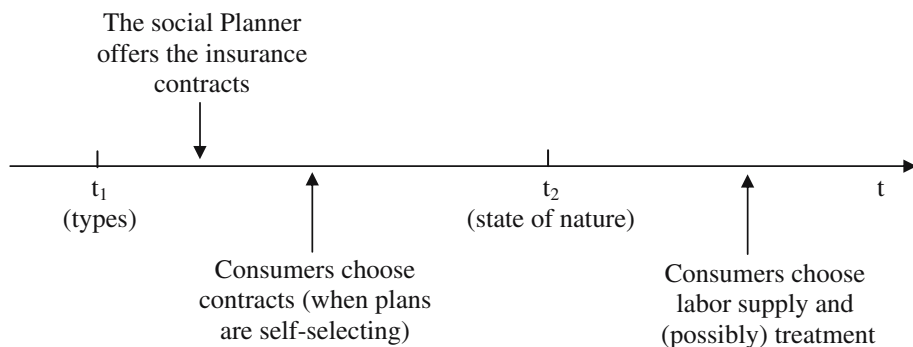 The social Planner
offers the insurance
contracts
t₁
(types)
t₂
(state of nature)
t
Consumers choose
contracts (when plans
are self-selecting)
Consumers choose
labor supply and
(possibly) treatment